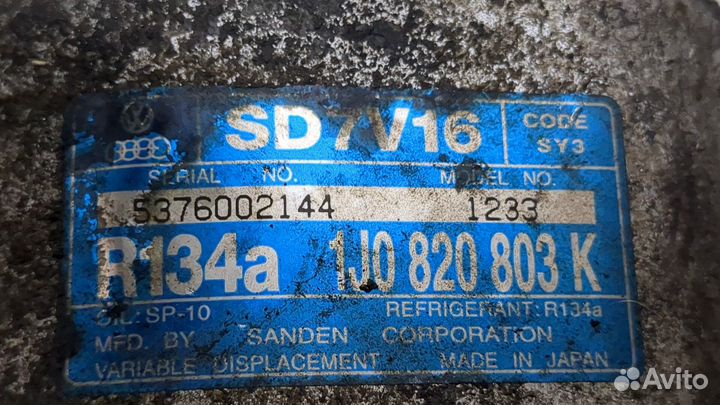 SD7V16
CODE
SY3
SERIAL NO.
MODEL NO.
5376002144
1233
R134a
1J0 820 803 K
OIL: SP-10
REFRIGERANT: R134a
MFD. BY SANDEN CORPORATION
VARIABLE DISPLACEMENT
MADE IN JAPAN
Avito